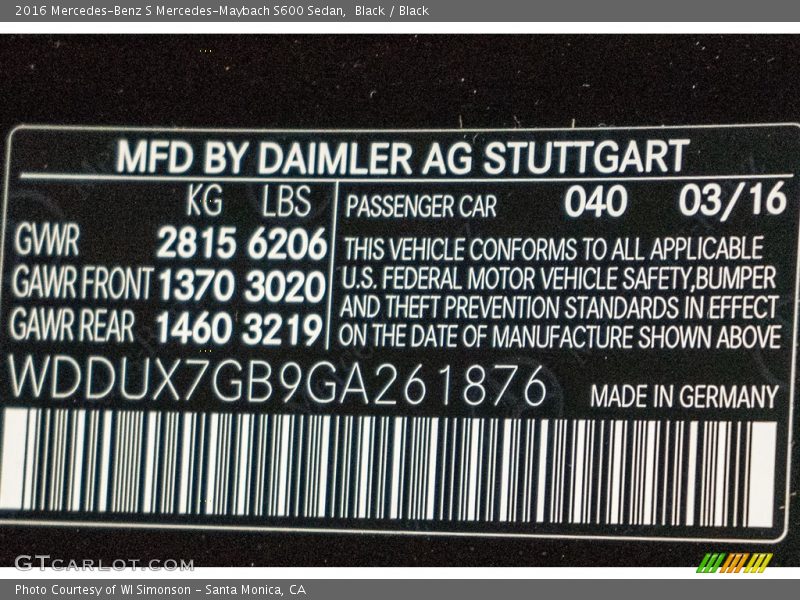 2016 Mercedes-Benz S Mercedes-Maybach S600 Sedan, Black / Black
MFD BY DAIMLER AG STUTTGART
KG LBS
GWWR 2815 6206
GAWR FRONT 1370 3020
GAWR REAR 1460 3219
PASSENGER CAR 040 03/16
THIS VEHICLE CONFORMS TO ALL APPLICABLE
U.S. FEDERAL MOTOR VEHICLE SAFETY,BUMPER
AND THEFT PREVENTION STANDARDS IN EFFECT
ON THE DATE OF MANUFACTURE SHOWN ABOVE
WDDUX7GB9GA261876 MADE IN GERMANY
GTCARLOT.COM
Photo Courtesy of WI Simonson - Santa Monica, CA